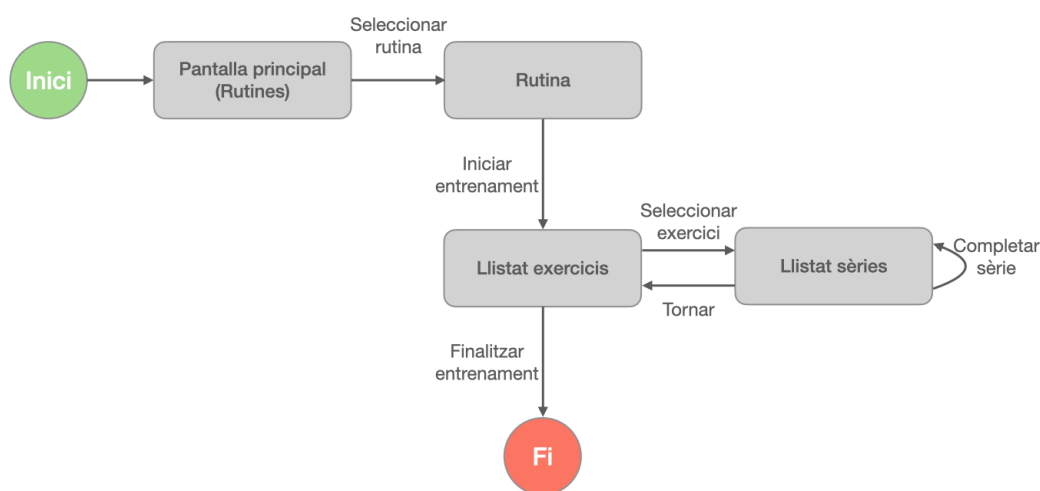 Inici
Pantalla principal
(Rutines)
Seleccionar
rutina
Rutina
Iniciar
entrenament
Llistat exercicis
Seleccionar
exercici
Llistat sèries
Completar
sèrie
Tornar
Finalitzar
entrenament
Fi